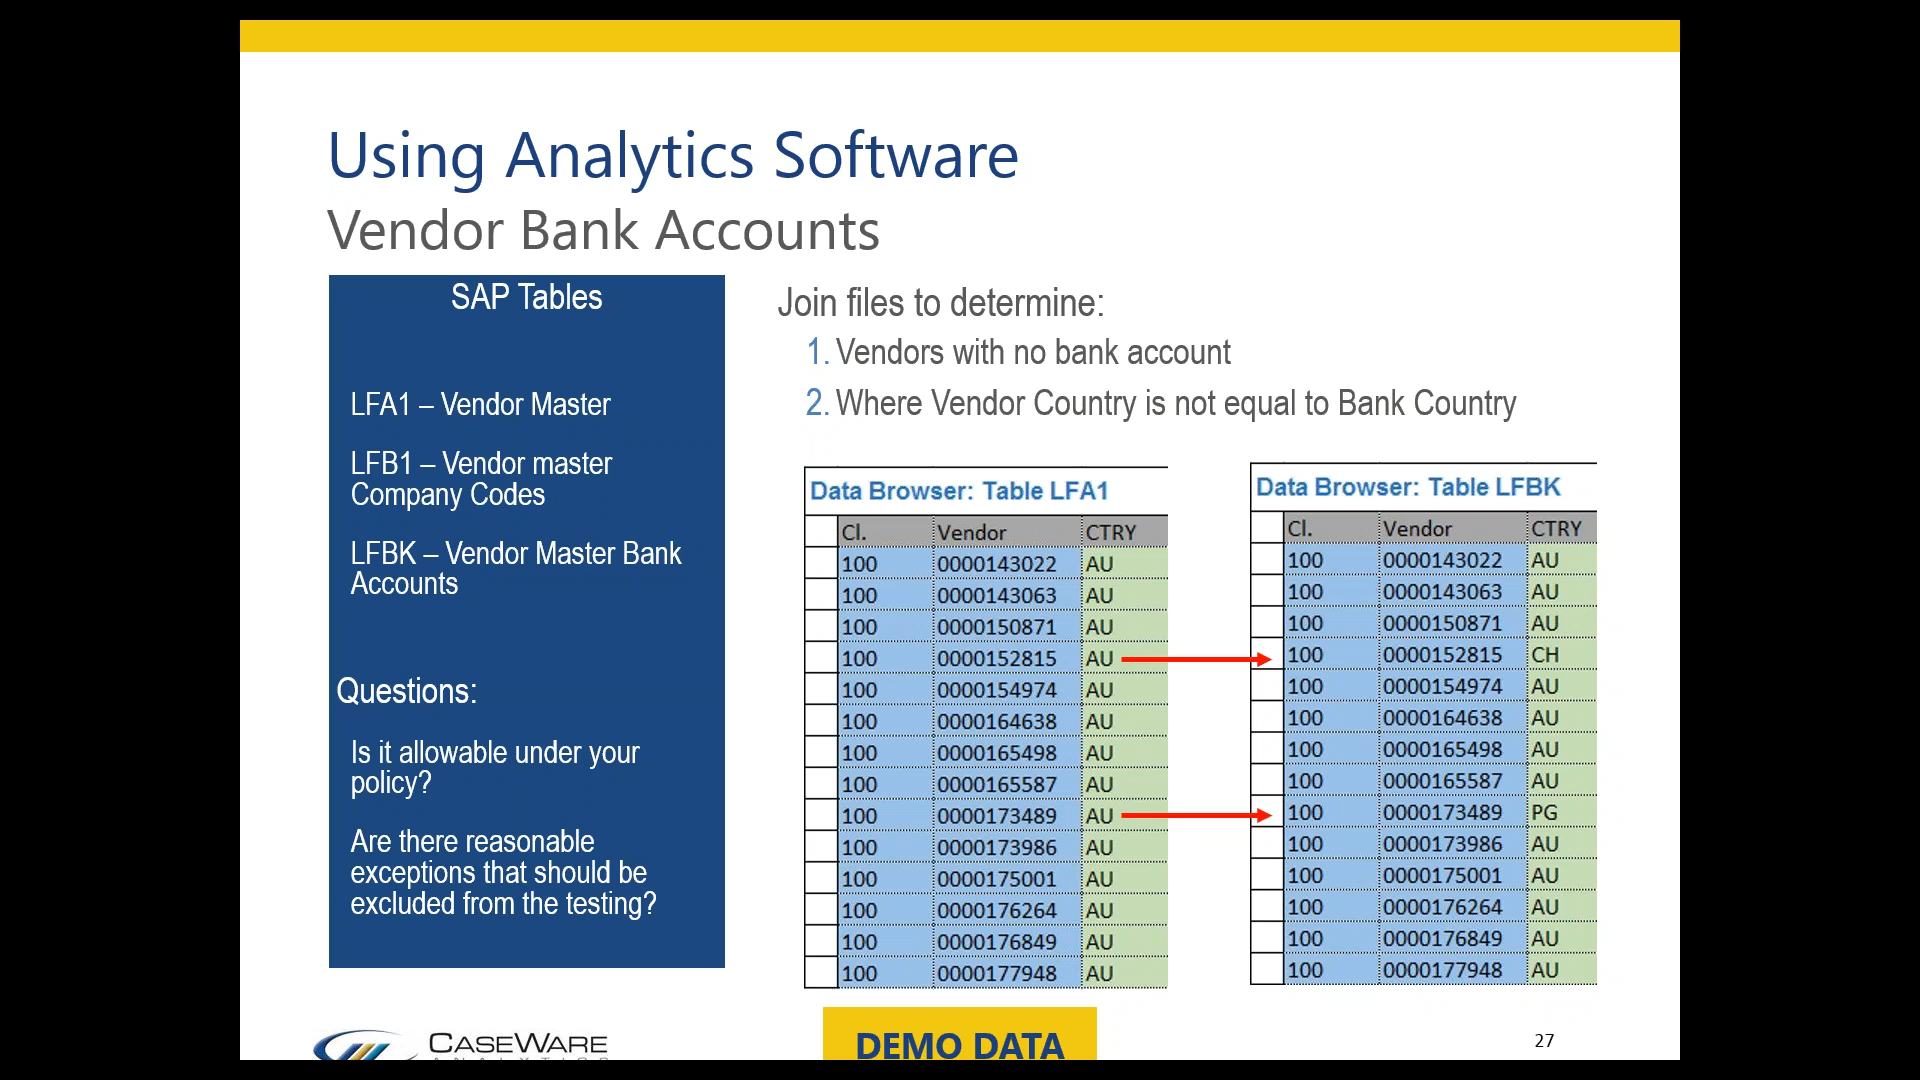 Using Analytics Software
Vendor Bank Accounts
SAP Tables
LFA1 – Vendor Master
LFB1 – Vendor master
Company Codes
LFBK – Vendor Master Bank
Accounts
Questions:
Is it allowable under your
policy?
Are there reasonable
exceptions that should be
excluded from the testing?
Join files to determine:
1. Vendors with no bank account
2. Where Vendor Country is not equal to Bank Country
Data Browser: Table LFA1
Cl. Vendor CTRY
100 0000143022 AU
100 0000143063 AU
100 0000150871 AU
100 0000152815 AU
100 0000154974 AU
100 0000164638 AU
100 0000165498 AU
100 0000165587 AU
100 0000173489 AU
100 0000173986 AU
100 0000175001 AU
100 0000176264 AU
100 0000176849 AU
100 0000177948 AU
Data Browser: Table LFBK
Cl. Vendor CTRY
100 0000143022 AU
100 0000143063 AU
100 0000150871 AU
100 0000152815 CH
100 0000154974 AU
100 0000164638 AU
100 0000165498 AU
100 0000165587 AU
100 0000173489 PG
100 0000173986 AU
100 0000175001 AU
100 0000176264 AU
100 0000176849 AU
100 0000177948 AU
CASEWARE
DEMO DATA
27